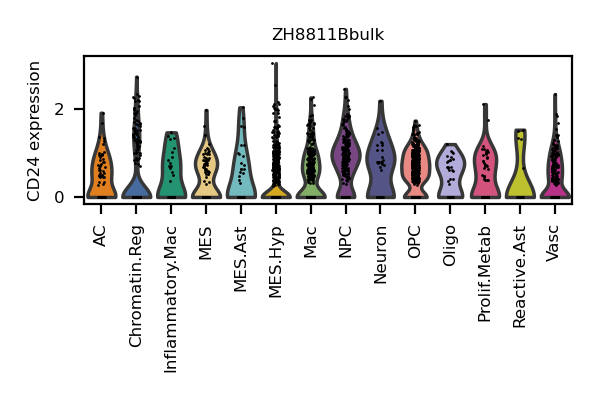 ZH8811Bbulk
CD24 expression
2
0
AC
Chromatin.Reg
Inflammatory.Mac
MES
MES.Ast
MES.Hyp
Mac
NPC
Neuron
OPC
Oligo
Prolif.Metab
Reactive.Ast
Vasc